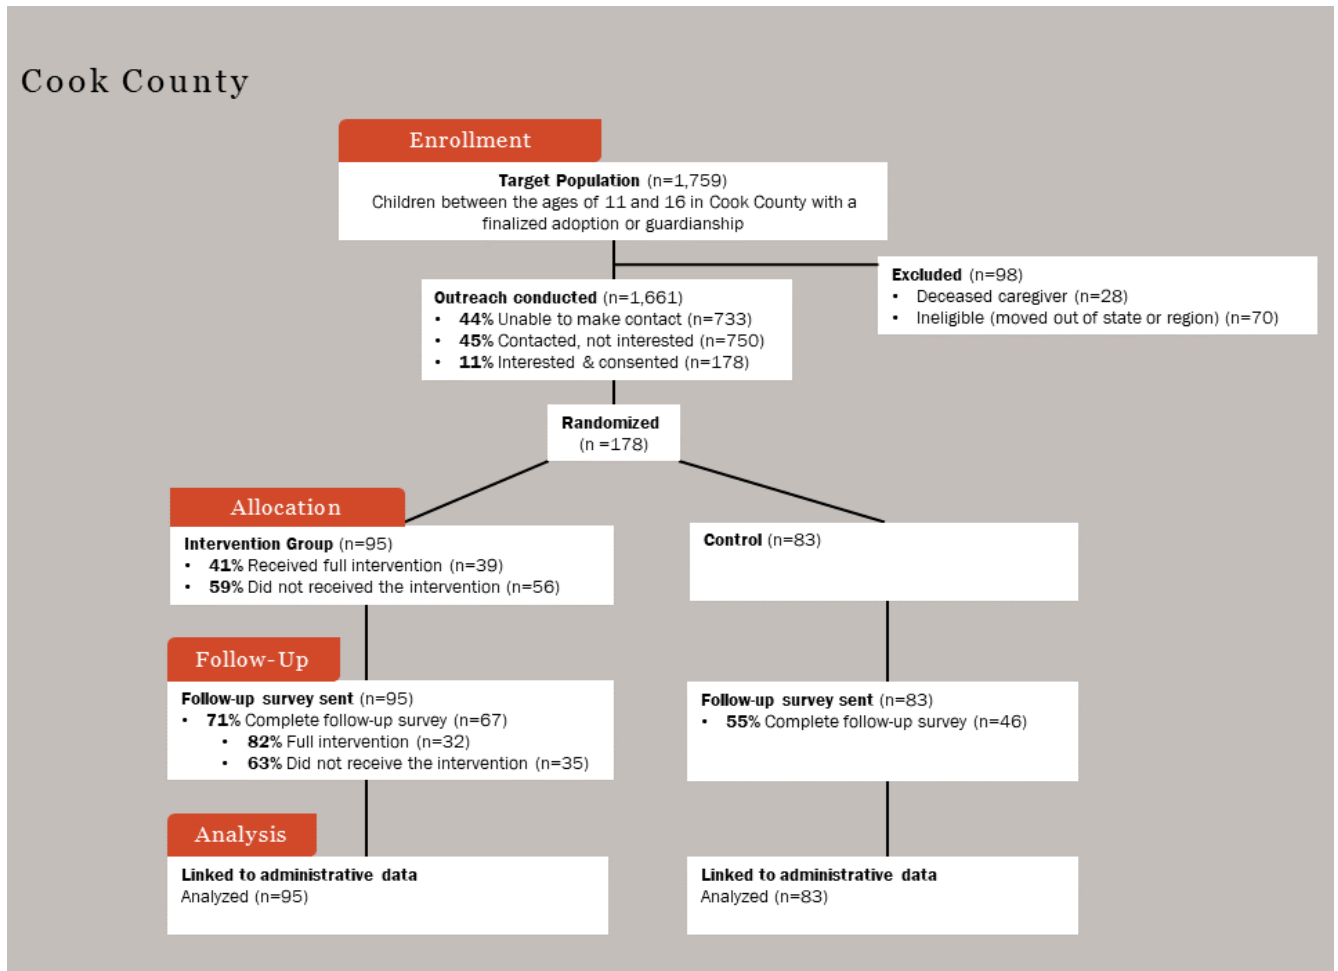 Cook County
Enrollment
Target Population (n=1,759)
Children between the ages of 11 and 16 in Cook County with a
finalized adoption or guardianship
Excluded (n=98)
• Deceased caregiver (n=28)
• Ineligible (moved out of state or region) (n=70)
Outreach conducted (n=1,661)
• 44% Unable to make contact (n=733)
• 45% Contacted, not interested (n=750)
• 11% Interested & consented (n=178)
Randomized
(n =178)
Allocation
Intervention Group (n=95)
• 41% Received full intervention (n=39)
• 59% Did not received the intervention (n=56)
Control (n=83)
Follow-Up
Follow-up survey sent (n=95)
• 71% Complete follow-up survey (n=67)
• 82% Full intervention (n=32)
• 63% Did not receive the intervention (n=35)
Follow-up survey sent (n=83)
• 55% Complete follow-up survey (n=46)
Analysis
Linked to administrative data
Analyzed (n=95)
Linked to administrative data
Analyzed (n=83)